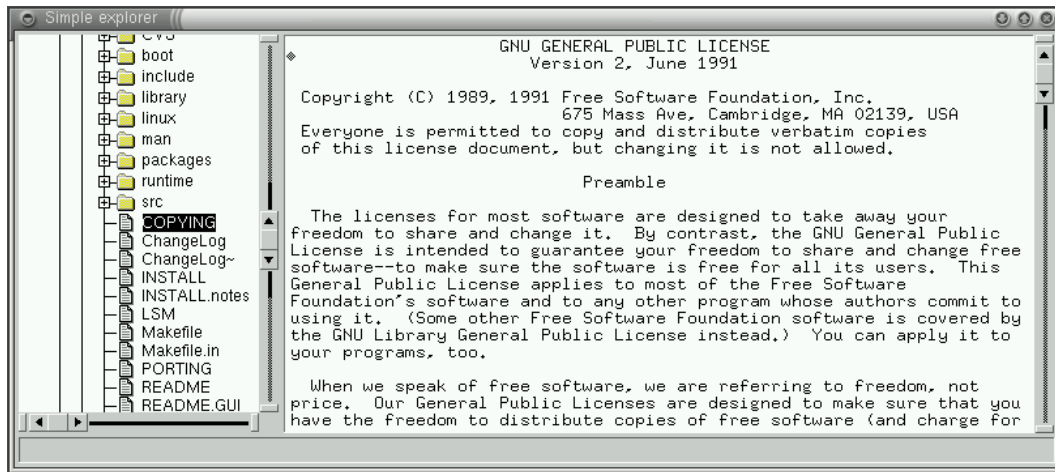 Simple explorer
CVS
boot
include
library
linux
man
packages
runtime
src
COPYING
ChangeLog
ChangeLog~
INSTALL
INSTALL.notes
LSM
Makefile
Makefile.in
PORTING
README
README.GUI
GNU GENERAL PUBLIC LICENSE
Version 2, June 1991
Copyright (C) 1989, 1991 Free Software Foundation, Inc.
675 Mass Ave, Cambridge, MA 02139, USA
Everyone is permitted to copy and distribute verbatim copies
of this license document, but changing it is not allowed.
Preamble
The licenses for most software are designed to take away your
freedom to share and change it.  By contrast, the GNU General Public
License is intended to guarantee your freedom to share and change free
software--to make sure the software is free for all its users.  This
General Public License applies to most of the Free Software
Foundation's software and to any other program whose authors commit to
using it.  (Some other Free Software Foundation software is covered by
the GNU Library General Public License instead.)  You can apply it to
your programs, too.
When we speak of free software, we are referring to freedom, not
price.  Our General Public Licenses are designed to make sure that you
have the freedom to distribute copies of free software (and charge for